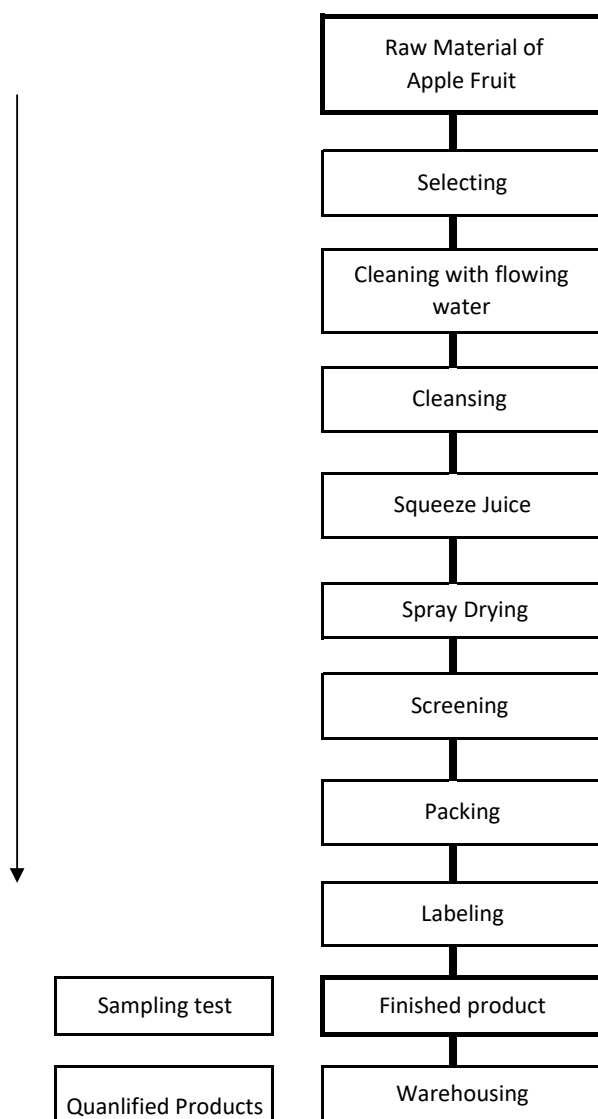 Raw Material of
Apple Fruit
Selecting
Cleaning with flowing
water
Cleansing
Squeeze Juice
Spray Drying
Screening
Packing
Labeling
Sampling test
Finished product
Quanlified Products
Warehousing